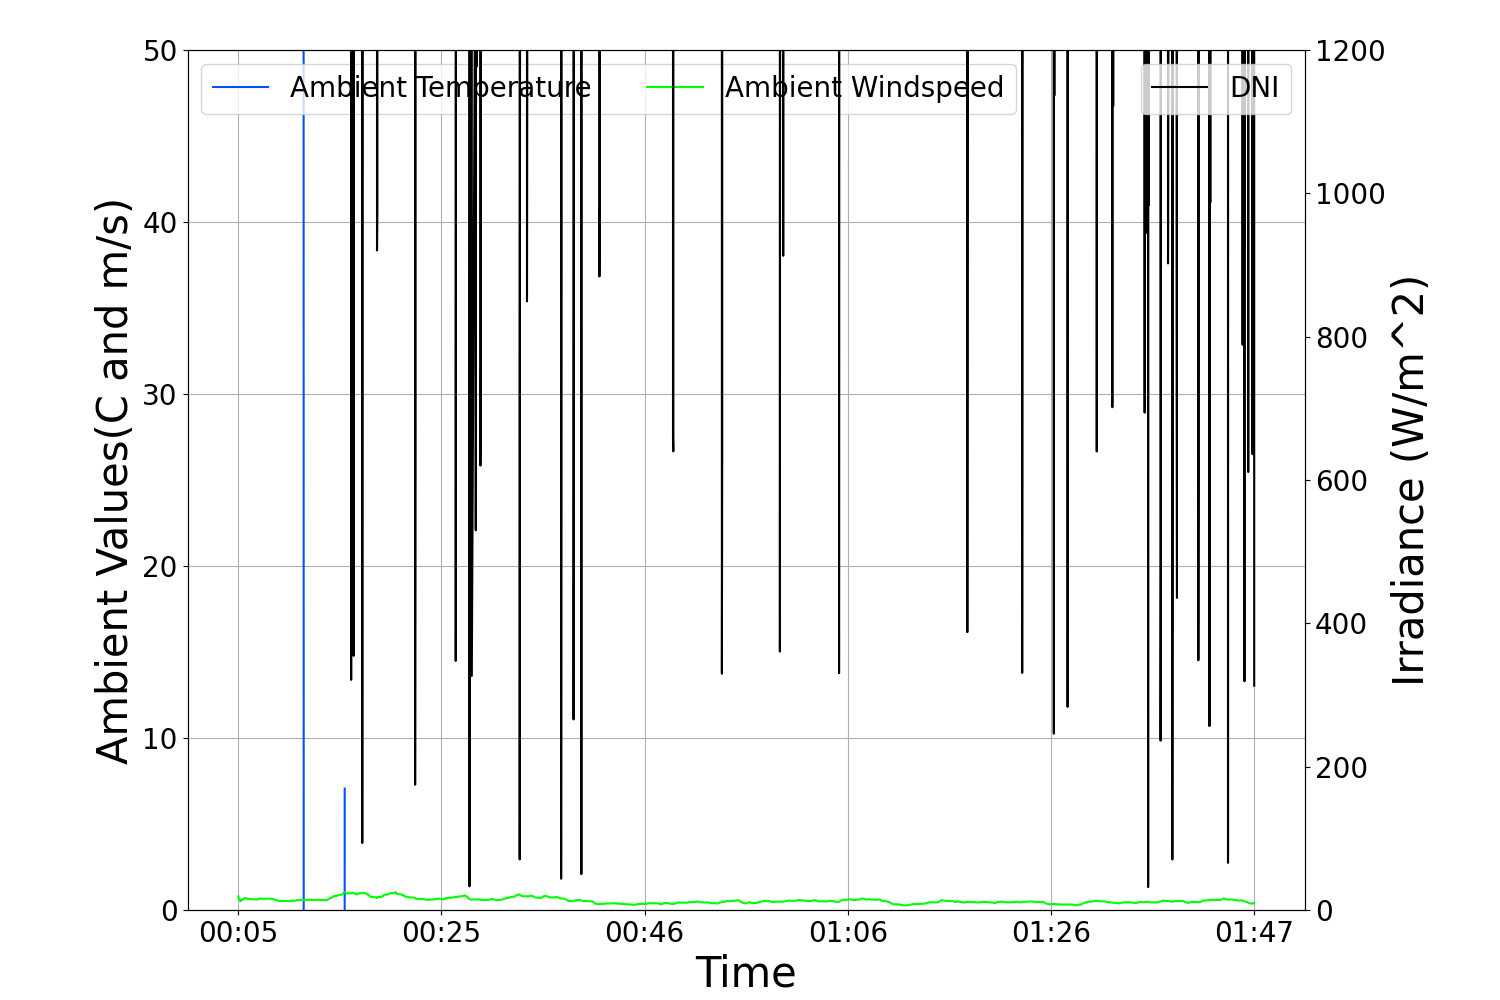 Ambient Temperature Ambient Windspeed DNI
Ambient Values(C and m/s)
50
40
30
20
10
0
1200
1000
800
600
400
200
0
Irradiance (W/m^2)
00:05 00:25 00:46 01:06 01:26 01:47
Time